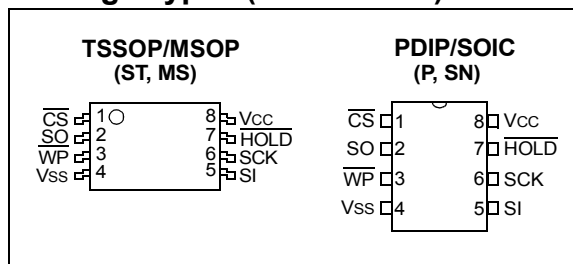 TSSOP/MSOP
(ST, MS)
CS 1 8 VCC
SO 2 7 HOLD
WP 3 6 SCK
VSS 4 5 SI
PDIP/SOIC
(P, SN)
CS 1 8 VCC
SO 2 7 HOLD
WP 3 6 SCK
VSS 4 5 SI